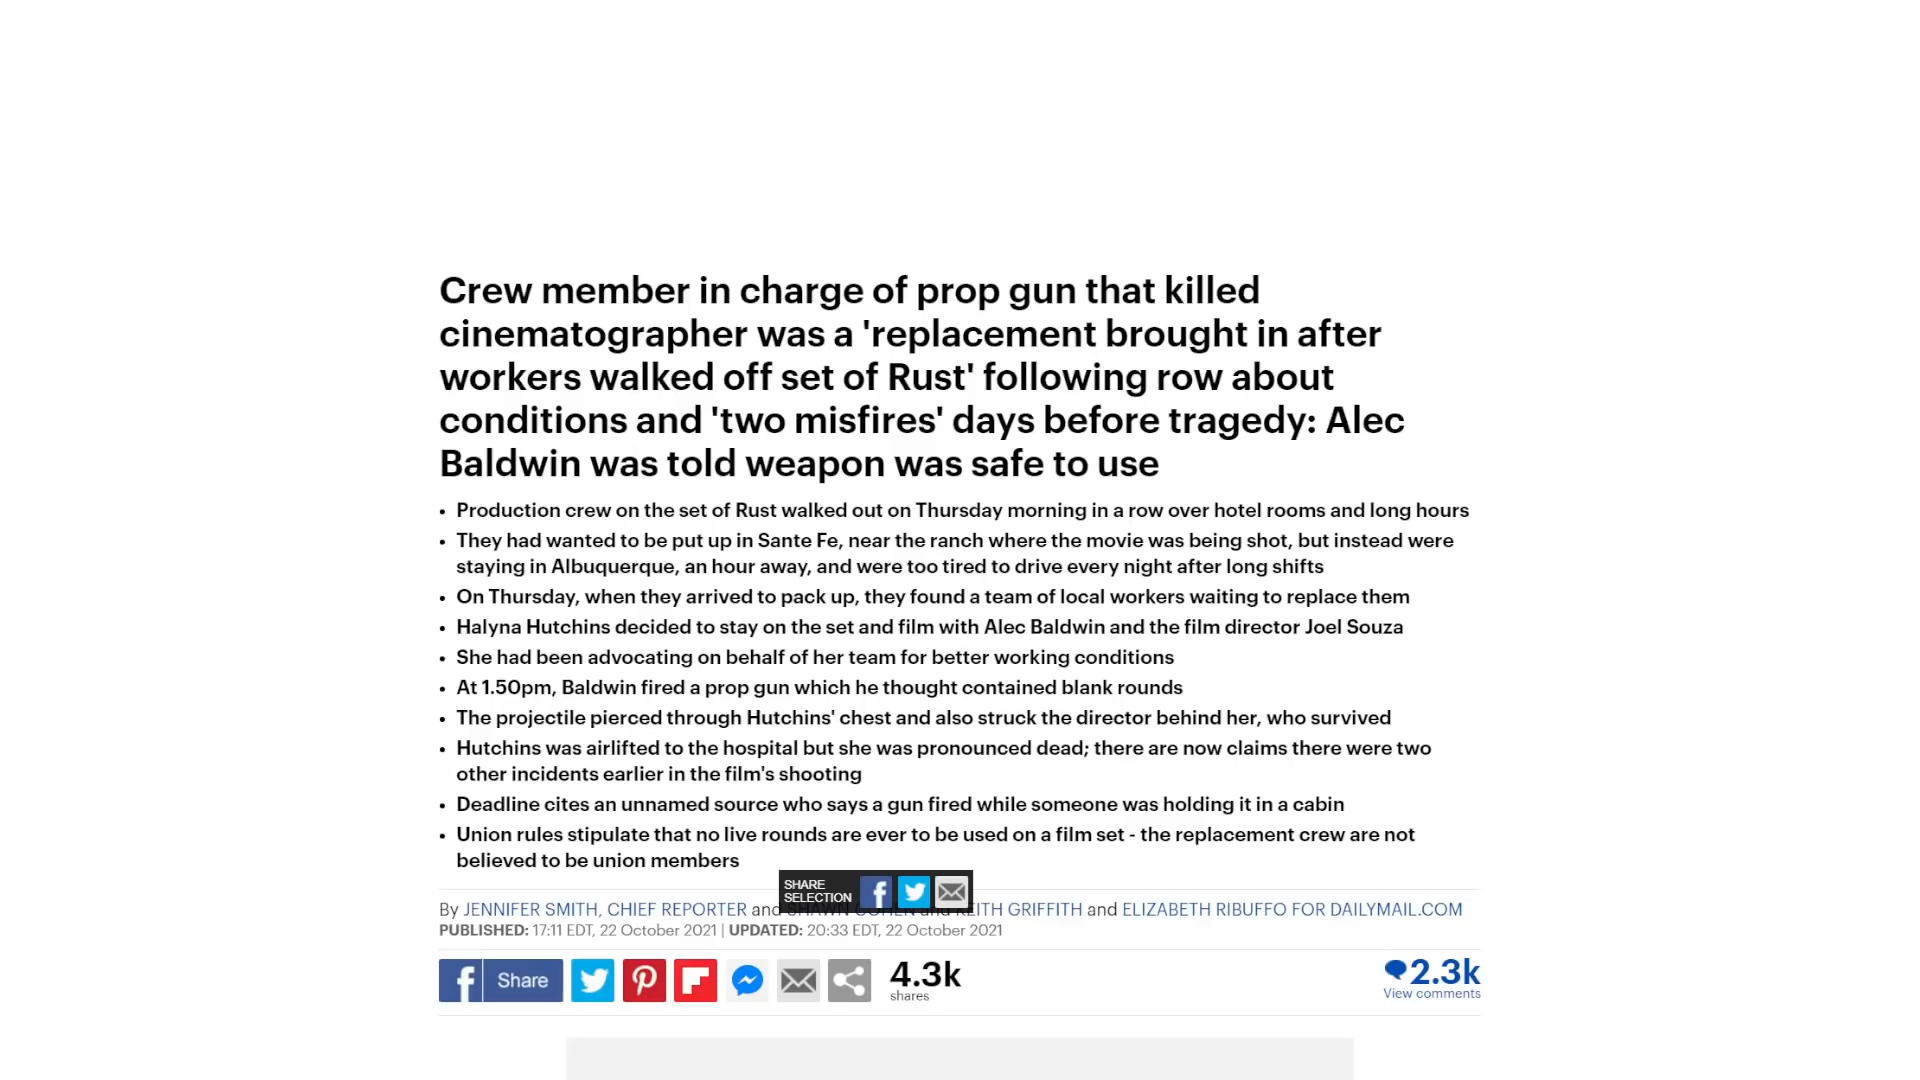 Crew member in charge of prop gun that killed
cinematographer was a 'replacement brought in after
workers walked off set of Rust' following row about
conditions and 'two misfires' days before tragedy: Alec
Baldwin was told weapon was safe to use
• Production crew on the set of Rust walked out on Thursday morning in a row over hotel rooms and long hours
• They had wanted to be put up in Sante Fe, near the ranch where the movie was being shot, but instead were
staying in Albuquerque, an hour away, and were too tired to drive every night after long shifts
• On Thursday, when they arrived to pack up, they found a team of local workers waiting to replace them
• Halyna Hutchins decided to stay on the set and film with Alec Baldwin and the film director Joel Souza
• She had been advocating on behalf of her team for better working conditions
• At 1.50pm, Baldwin fired a prop gun which he thought contained blank rounds
• The projectile pierced through Hutchins' chest and also struck the director behind her, who survived
• Hutchins was airlifted to the hospital but she was pronounced dead; there are now claims there were two
other incidents earlier in the film's shooting
• Deadline cites an unnamed source who says a gun fired while someone was holding it in a cabin
• Union rules stipulate that no live rounds are ever to be used on a film set - the replacement crew are not
believed to be union members
SHARE
SELECTION
By JENNIFER SMITH, CHIEF REPORTER and SHAWN COHEN and KEITH GRIFFITH and ELIZABETH RIBUFFO FOR DAILYMAIL.COM
PUBLISHED: 17:11 EDT, 22 October 2021 | UPDATED: 20:33 EDT, 22 October 2021
Share
4.3k
shares
2.3k
View comments